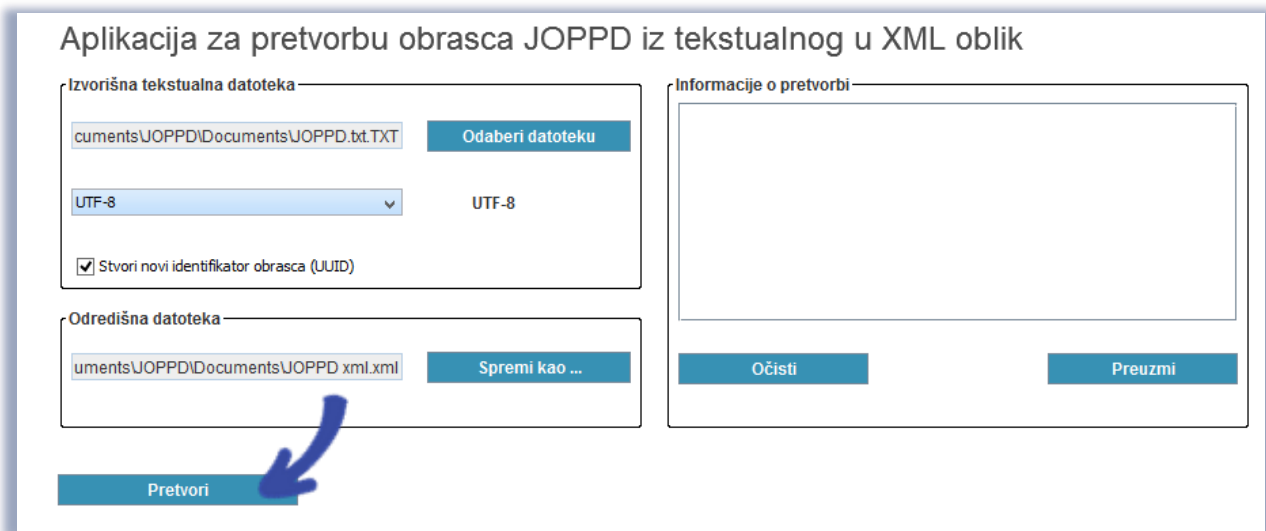 Aplikacija za pretvorbu obrasca JOPPD iz tekstualnog u XML oblik
Izvorišna tekstualna datoteka
cuments\JOPPD\Documents\JOPPD.txt.TXT
Odaberi datoteku
UTF-8
UTF-8
Stvori novi identifikator obrasca (UUID)
Odredišna datoteka
uments\JOPPD\Documents\JOPPD xml.xml
Spremi kao ...
Informacije o pretvorbi
Očisti
Preuzmi
Pretvori